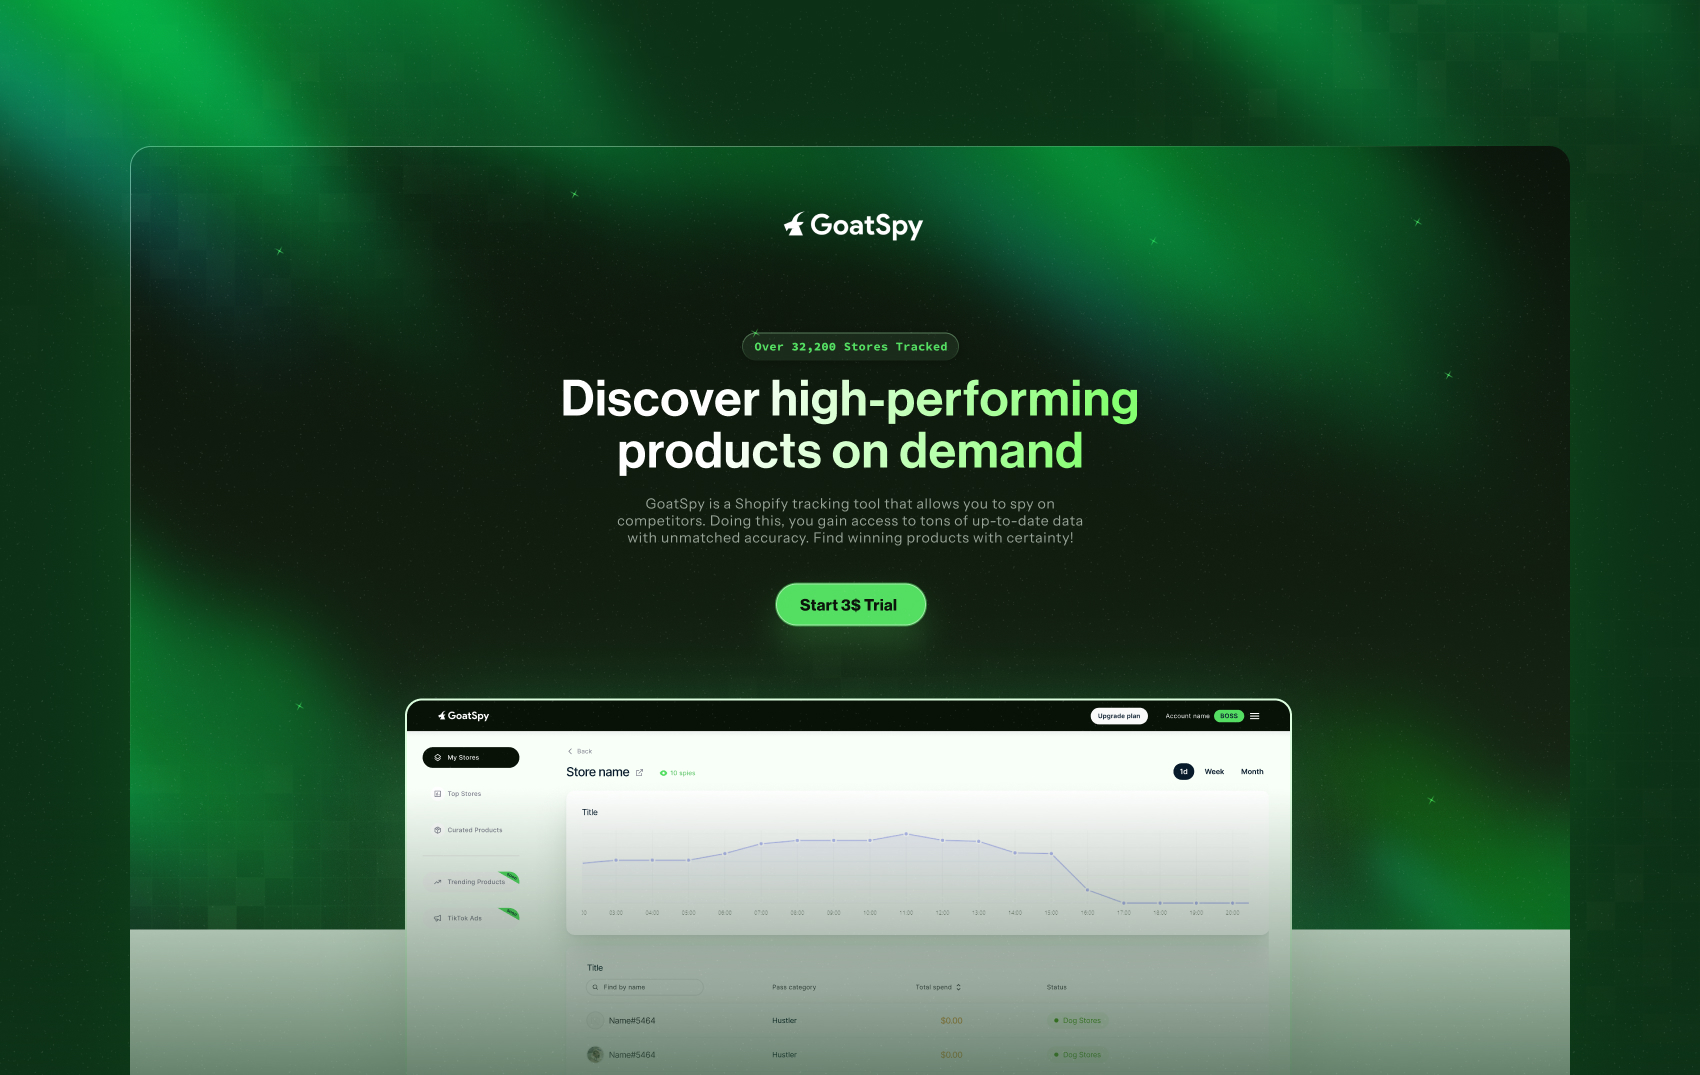 GoatSpy
Over 32,200 Stores Tracked
Discover high-performing
products on demand
GoatSpy is a Shopify tracking tool that allows you to spy on
competitors. Doing this, you gain access to tons of up-to-date data
with unmatched accuracy. Find winning products with certainty!
Start 3$ Trial
GoatSpy
Upgrade plan
Account name
BOSS
My Stores
Top Stores
Curated Products
Trending Products
TikTok Ads
Back
Store name
10 spies
1d
Week
Month
Title
10 03:00 04:00 05:00 06:00 07:00 08:00 09:00 10:00 11:00 12:00 13:00 14:00 15:00 16:00 17:00 18:00 19:00 20:00
Title
Find by name
Pass category
Total spend
Status
Name#5464 Hustler $0.00 Dog Stores
Name#5464 Hustler $0.00 Dog Stores